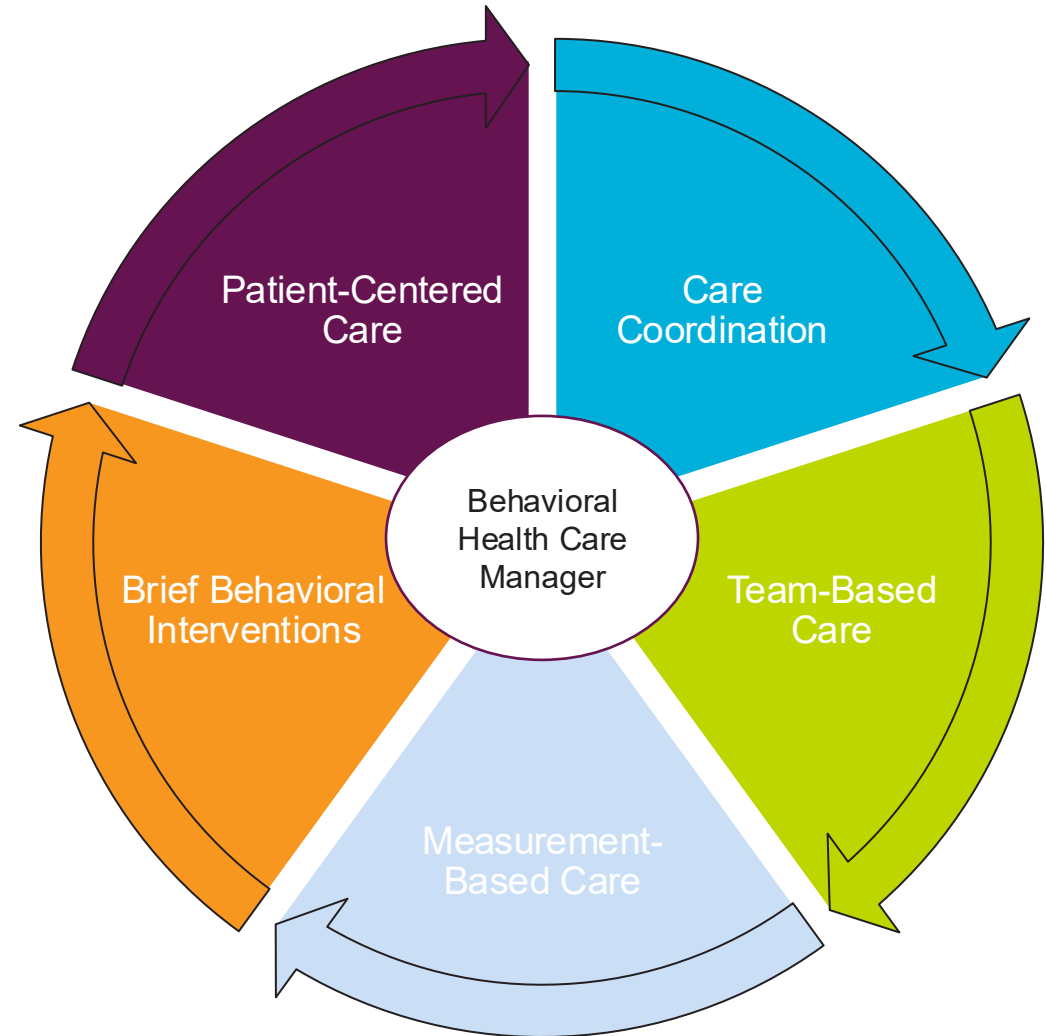 Patient-Centered
Care
Care
Coordination
Behavioral
Health Care
Manager
Brief Behavioral
Interventions
Team-Based
Care
Measurement-
Based Care